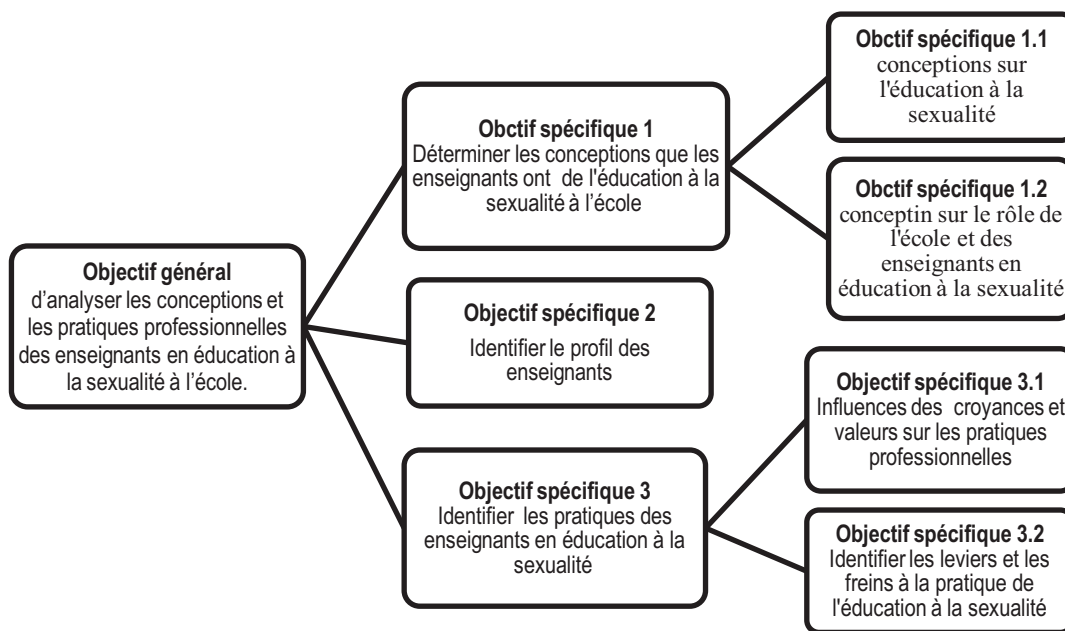 Objectif général
d’analyser les conceptions et
les pratiques professionnelles
des enseignants en éducation à
la sexualité à l’école.
Obctif spécifique 1
Déterminer les conceptions que les
enseignants ont de l'éducation à la
sexualité à l’école
Obctif spécifique 1.1
conceptions sur
l'éducation à la
sexualité
Obctif spécifique 1.2
conceptin sur le rôle de
l'école et des
enseignants en
éducation à la sexualité
Objectif spécifique 2
Identifier le profil des
enseignants
Objectif spécifique 3
Identifier les pratiques des
enseignants en éducation à la
sexualité
Objectif spécifique 3.1
Influences des croyances et
valeurs sur les pratiques
professionnelles
Objectif spécifique 3.2
Identifier les leviers et les
freins à la pratique de
l'éducation à la sexualité